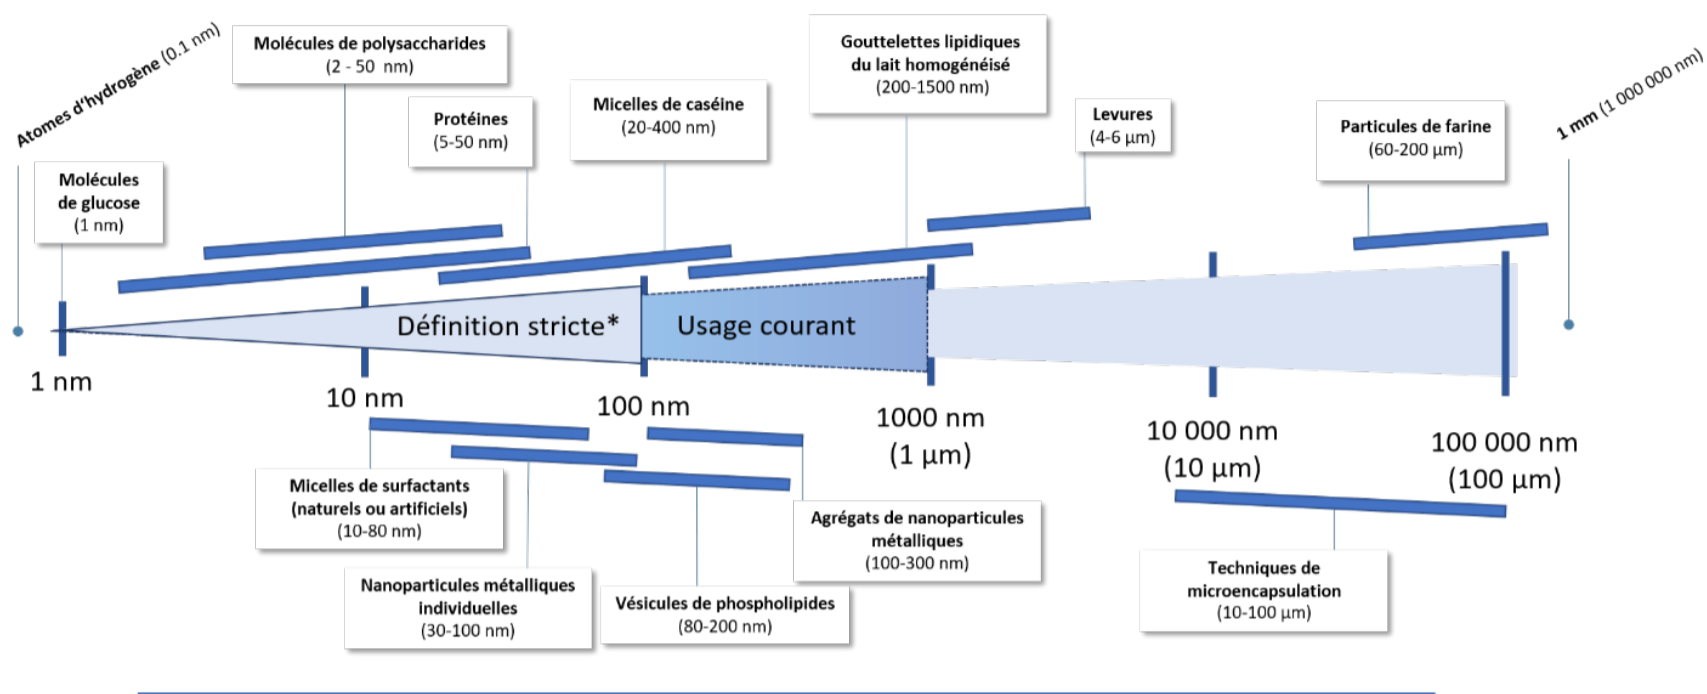 Atomes d'hydrogène (0.1 nm)
Molécules de polysaccharides
(2 - 50 nm)
Gouttelettes lipidiques
du lait homogénéisé
(200-1500 nm)
1 mm (1 000 000 nm)
Protéines
(5-50 nm)
Micelles de caséine
(20-400 nm)
Levures
(4-6 µm)
Particules de farine
(60-200 µm)
Molécules
de glucose
(1 nm)
Définition stricte*
Usage courant
1 nm
10 nm
100 nm
1000 nm
(1 µm)
10 000 nm
(10 µm)
100 000 nm
(100 µm)
Micelles de surfactants
(naturels ou artificiels)
(10-80 nm)
Agrégats de nanoparticules
métalliques
(100-300 nm)
Nanoparticules métalliques
individuelles
(30-100 nm)
Vésicules de phospholipides
(80-200 nm)
Techniques de
microencapsulation
(10-100 µm)